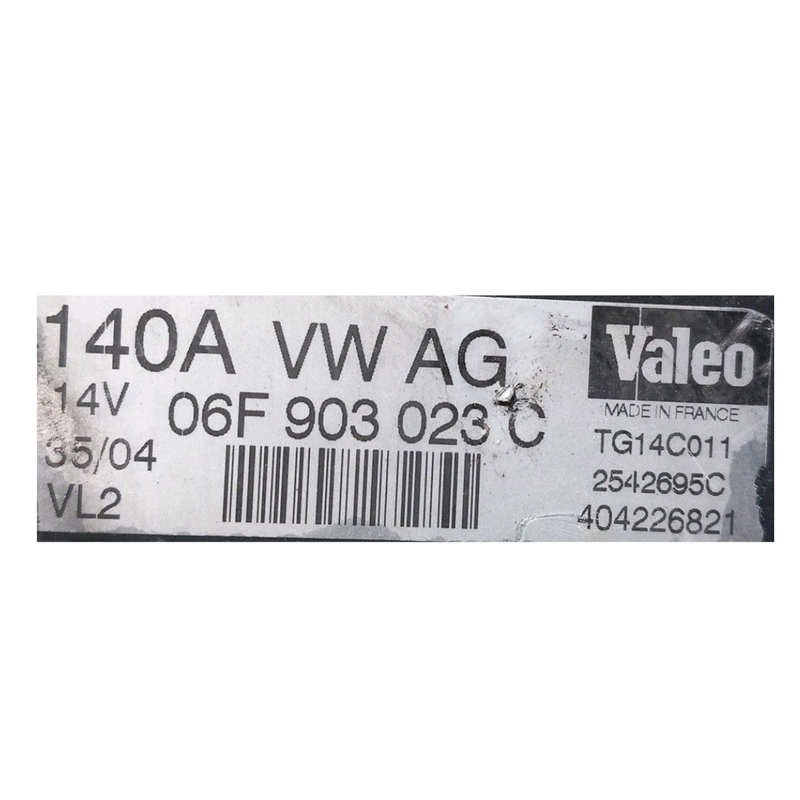 140A VW AG
14V
06F 903 023 C
35/04
VL2
Valeo
MADE IN FRANCE
TG14C011
2542695C
404226821